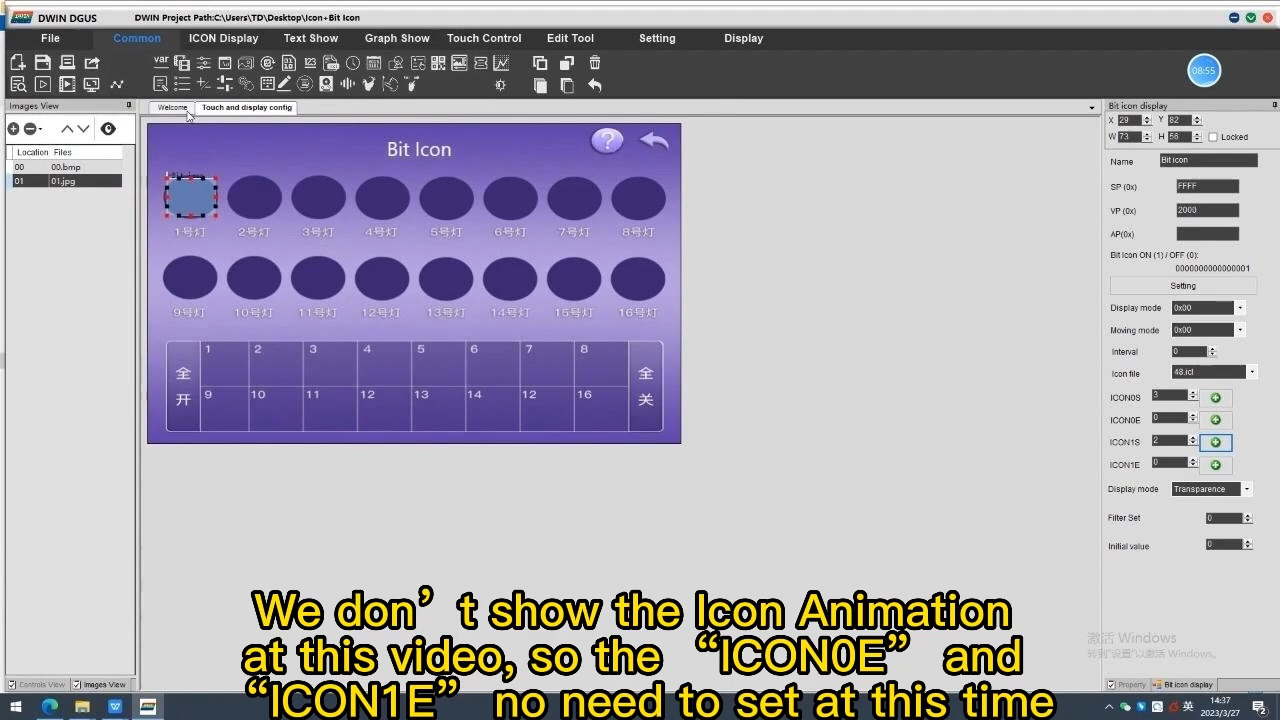 DWIN DGUS DWIN Project Path:C:\Users\TD\Desktop\Icon+Bit Icon
File Common ICON Display Text Show Graph Show Touch Control Edit Tool Setting Display
var
08:55
Images View
Welcome Touch and display config
Location Files
00 00.bmp
01 01.jpg
Bit Icon
1号灯 2号灯 3号灯 4号灯 5号灯 6号灯 7号灯 8号灯
9号灯 10号灯 11号灯 12号灯 13号灯 14号灯 15号灯 16号灯
全开 1 2 3 4 5 6 7 8 全关
9 10 11 12 13 14 12 16
Bit icon display
X 29 Y 82
W 73 H 56 Locked
Name Bit icon
SP (0x) FFFF
VP (0x) 2000
AP(0x)
Bit Icon ON (1) / OFF (0):
0000000000000001
Setting
Display mode 0x00
Moving mode 0x00
Interval 0
Icon file 48.icl
ICON0S 3
ICON0E 0
ICON1S 2
ICON1E 0
Display mode Transparence
Filter Set 0
Initial value 0
We don’t show the Icon Animation
at this video, so the “ICON0E” and
“ICON1E” no need to set at this time
激活 Windows
转到"设置"以激活 Windows。
Controls View Images View
Property Bit icon display
英 14:37
2023/3/27